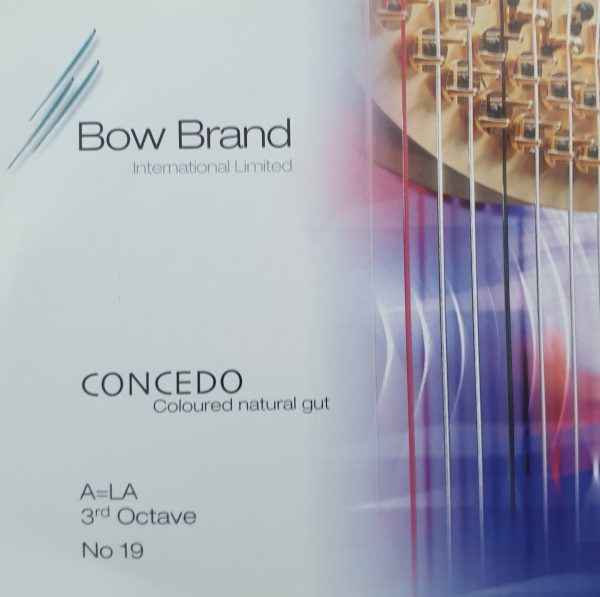 Bow Brand
International Limited
CONCEDO
Coloured natural gut
A=LA
3rd Octave
No 19